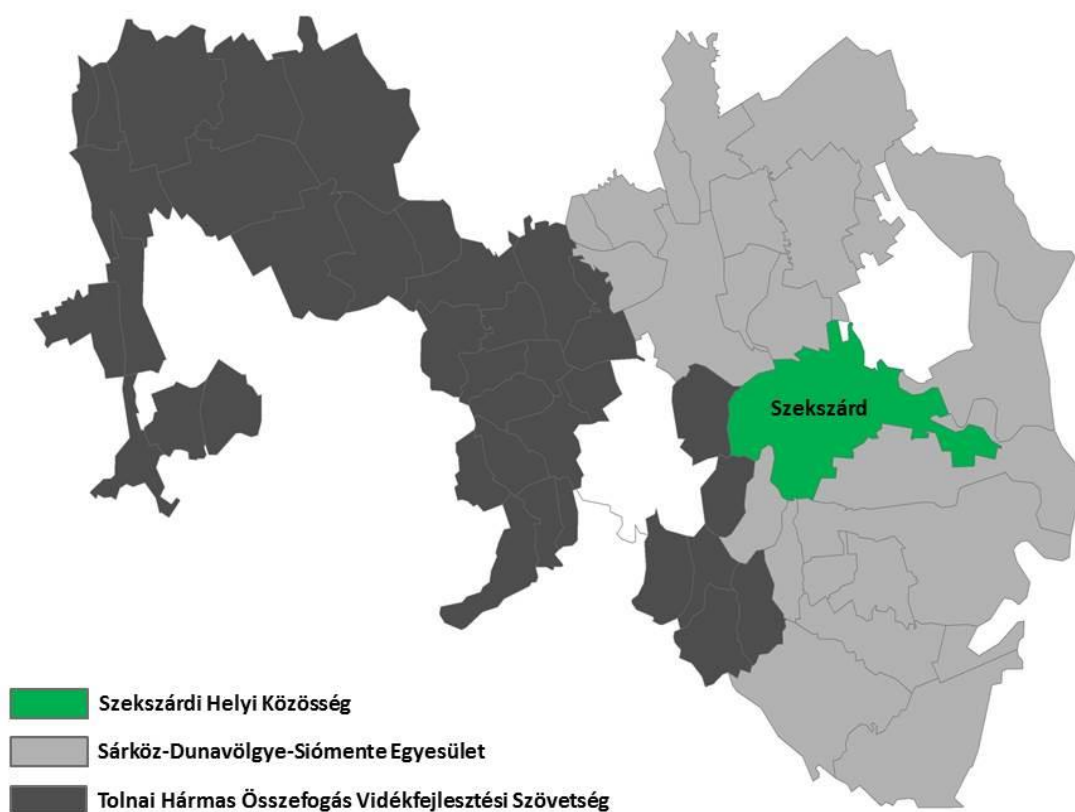 Szekszárd
Szekszárdi Helyi Közösség
Sárköz-Dunavölgye-Siómente Egyesület
Tolnai Hármas Összefogás Vidékfejlesztési Szövetség